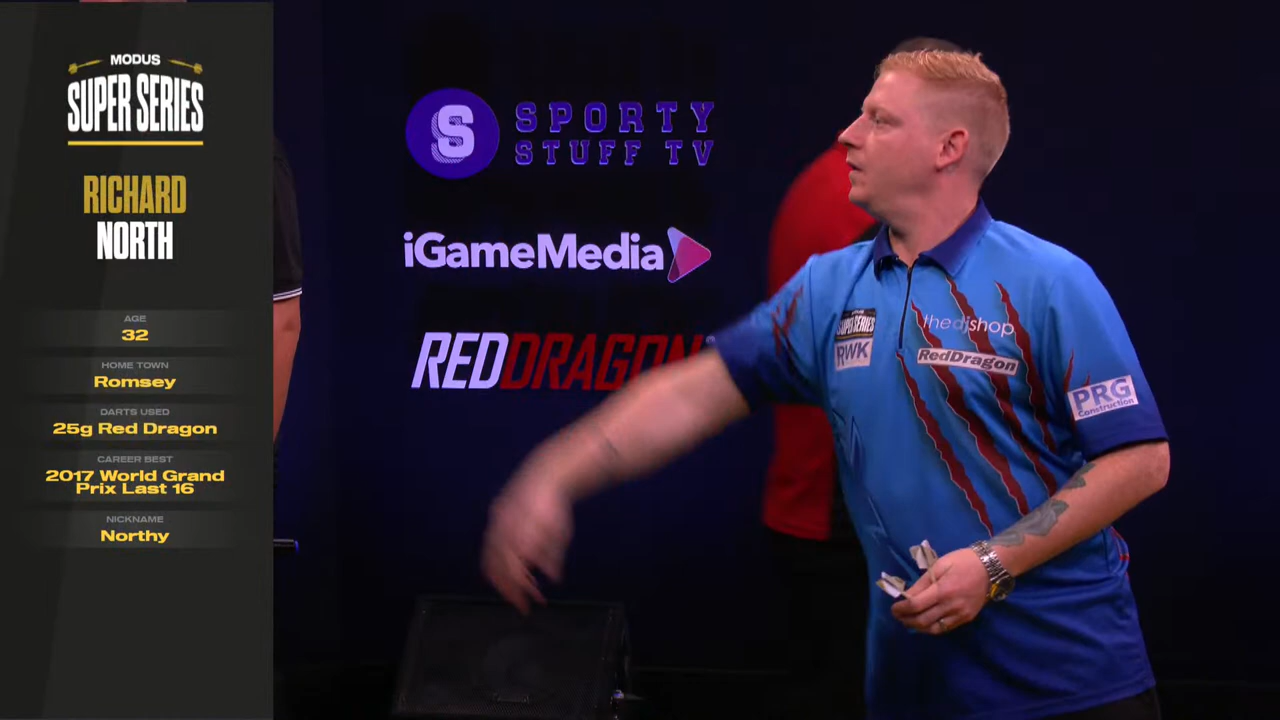 MODUS
SUPER SERIES
RICHARD
NORTH
AGE
32
HOME TOWN
Romsey
DARTS USED
25g Red Dragon
CAREER BEST
2017 World Grand
Prix Last 16
NICKNAME
Northy
S
SPORTY
STUFF TV
iGameMedia
REDDRAGON
SUPER SERIES
RWK
thedjshop
RedDragon
PRG
Construction